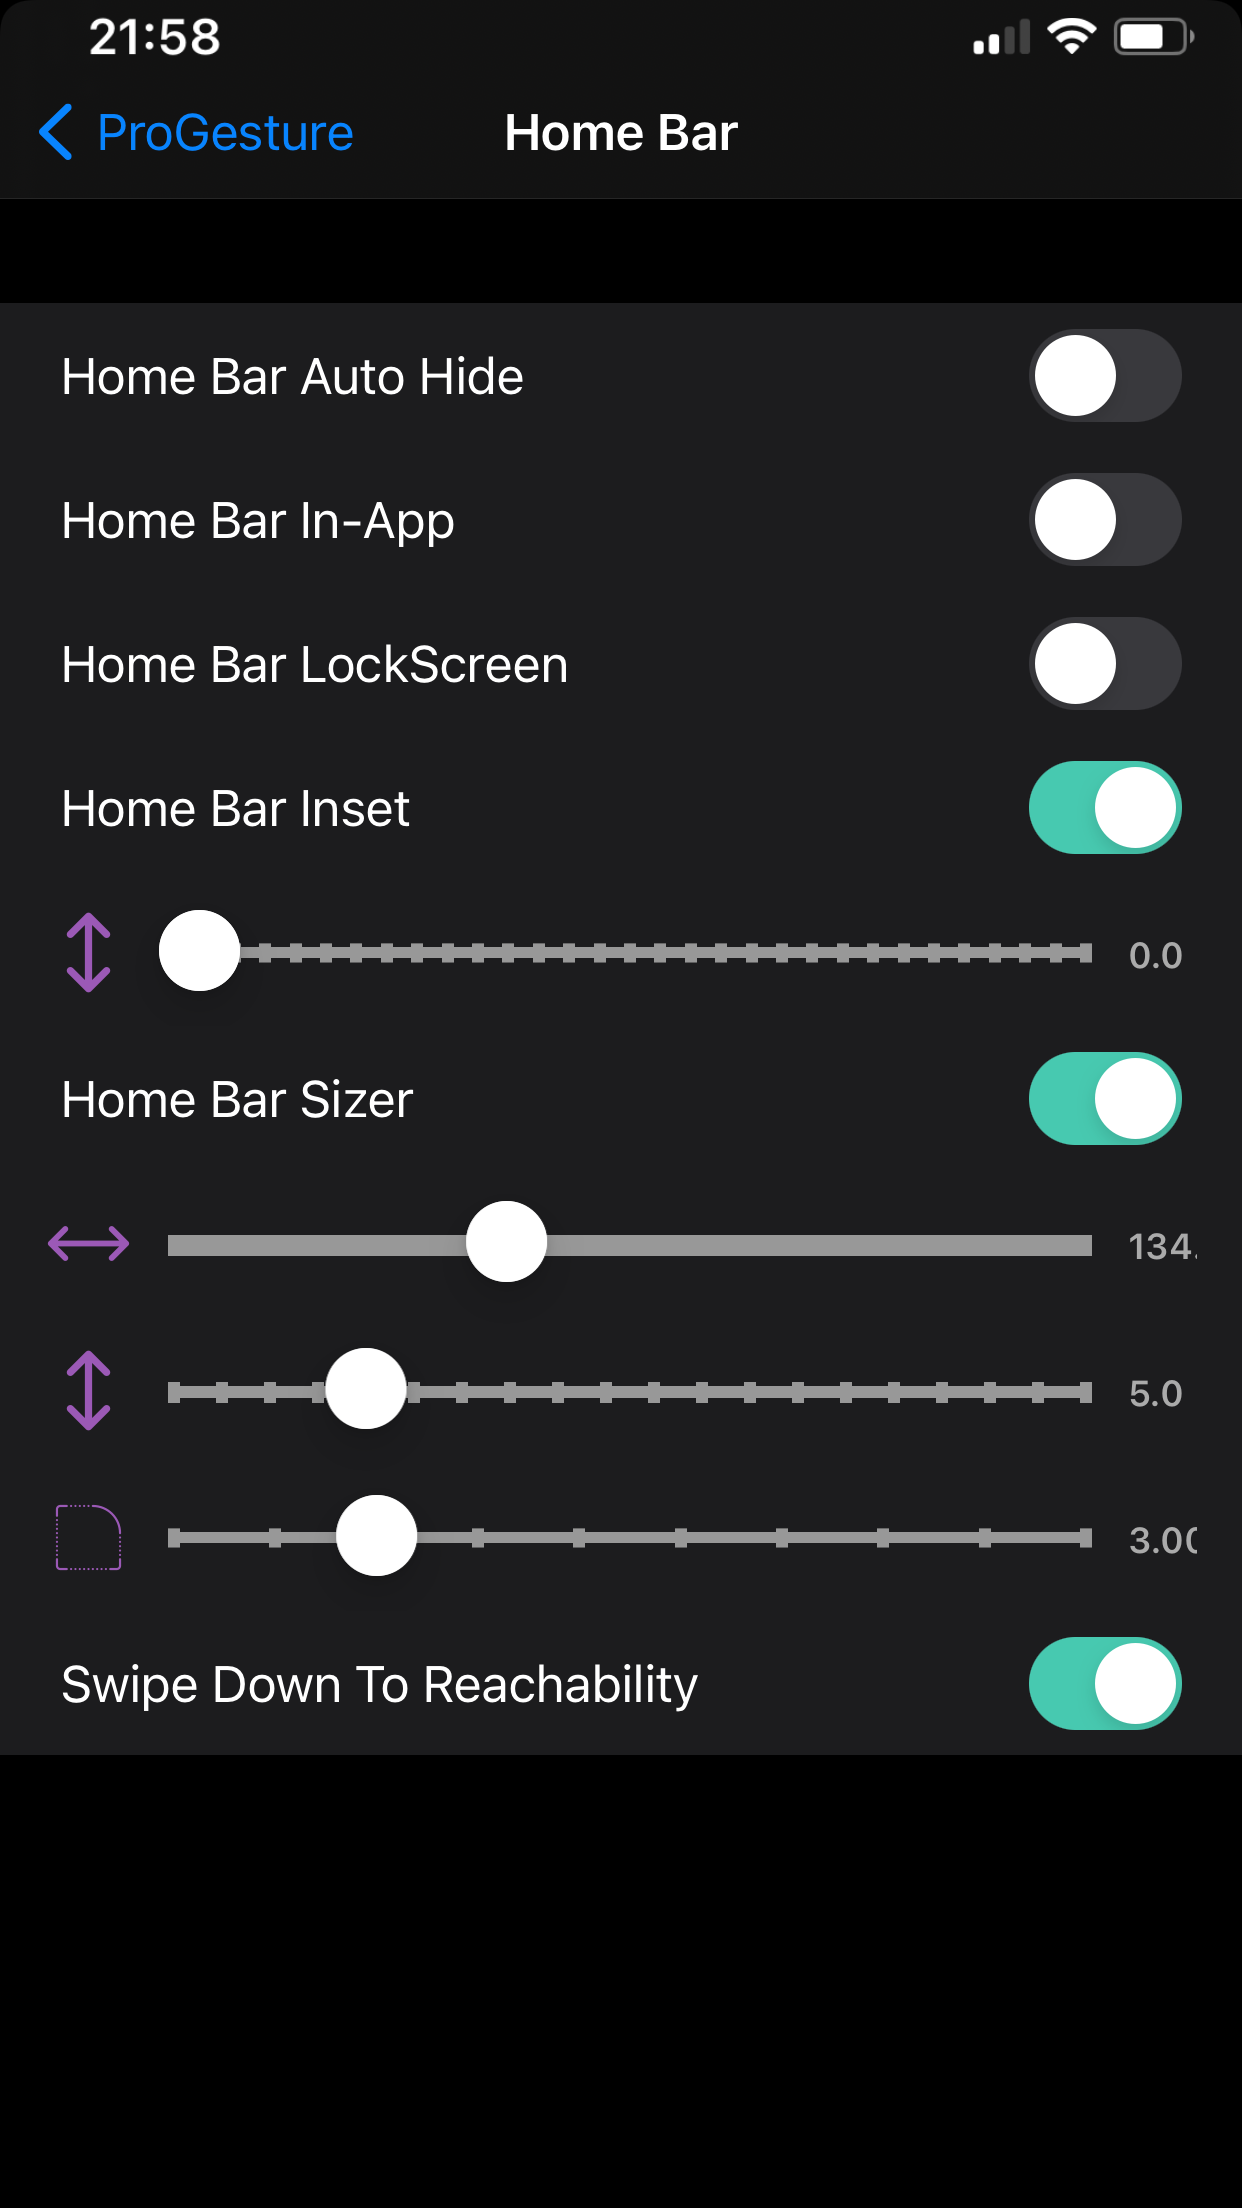 21:58
ProGesture
Home Bar
Home Bar Auto Hide
Home Bar In-App
Home Bar LockScreen
Home Bar Inset
0.0
Home Bar Sizer
134.
5.0
3.0
Swipe Down To Reachability